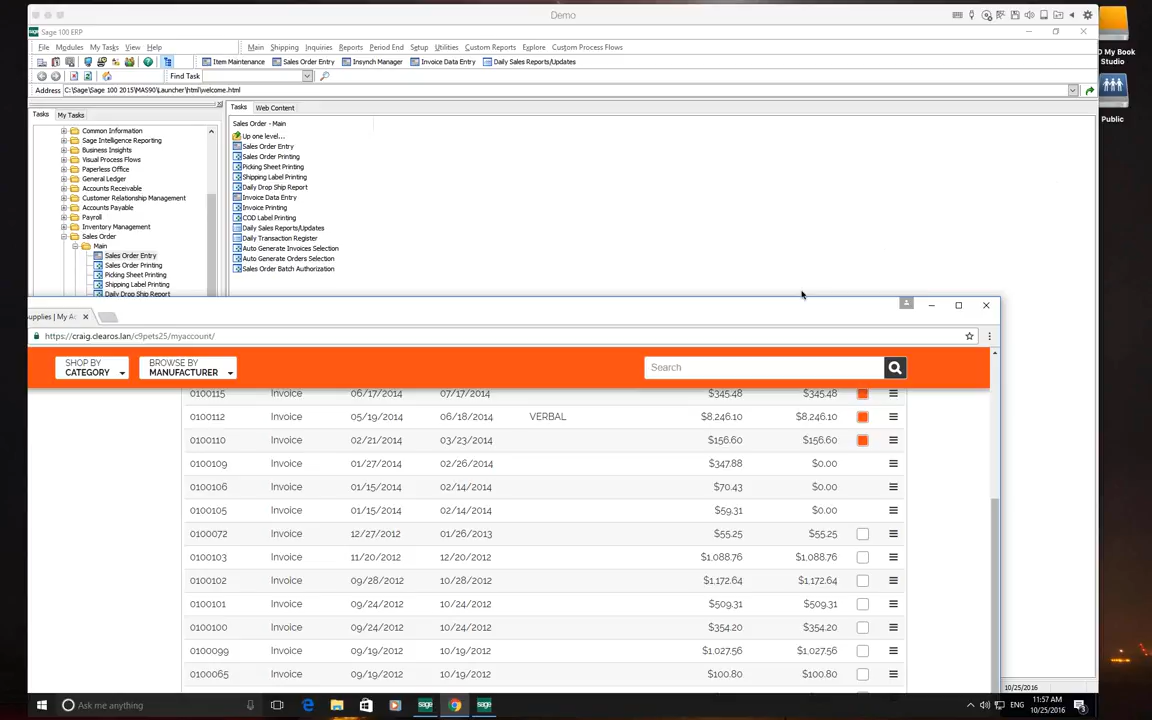 Demo
Sage 100 ERP
File Modules My Tasks View Help Main Shipping Inquiries Reports Period End Setup Utilities Custom Reports Explore Custom Process Flows
Item Maintenance Sales Order Entry Insynch Manager Invoice Data Entry Daily Sales Reports/Updates
Find Task
Address C:\Sage\Sage 100 2015\MAS90\Launcher\html\welcome.html
Tasks My Tasks
Common Information
Sage Intelligence Reporting
Business Insights
Visual Process Flows
Paperless Office
General Ledger
Accounts Receivable
Customer Relationship Management
Accounts Payable
Payroll
Inventory Management
Sales Order
Main
Sales Order Entry
Sales Order Printing
Picking Sheet Printing
Shipping Label Printing
Daily Drop Ship Report
Tasks Web Content
Sales Order - Main
Up one level...
Sales Order Entry
Sales Order Printing
Picking Sheet Printing
Shipping Label Printing
Daily Drop Ship Report
Invoice Data Entry
Invoice Printing
COD Label Printing
Daily Sales Reports/Updates
Daily Transaction Register
Auto Generate Invoices Selection
Auto Generate Orders Selection
Sales Order Batch Authorization
My Book
Studio
Public
upplies | My A
https://craig.clearos.lan/c9pets25/myaccount/
SHOP BY
CATEGORY
BROWSE BY
MANUFACTURER
Search
0100115 Invoice 06/17/2014 07/17/2014 $345.48 $345.48
0100112 Invoice 05/19/2014 06/18/2014 VERBAL $8,246.10 $8,246.10
0100110 Invoice 02/21/2014 03/23/2014 $156.60 $156.60
0100109 Invoice 01/27/2014 02/26/2014 $347.88 $0.00
0100106 Invoice 01/15/2014 02/14/2014 $70.43 $0.00
0100105 Invoice 01/15/2014 02/14/2014 $59.31 $0.00
0100072 Invoice 12/27/2012 01/26/2013 $55.25 $55.25
0100103 Invoice 11/20/2012 12/20/2012 $1,088.76 $1,088.76
0100102 Invoice 09/28/2012 10/28/2012 $1,172.64 $1,172.64
0100101 Invoice 09/24/2012 10/24/2012 $509.31 $509.31
0100100 Invoice 09/24/2012 10/24/2012 $354.20 $354.20
0100099 Invoice 09/19/2012 10/19/2012 $1,027.56 $1,027.56
0100065 Invoice 09/19/2012 10/19/2012 $100.80 $100.80
10/25/2016
Ask me anything
sage sage
ENG
11:57 AM
10/25/2016